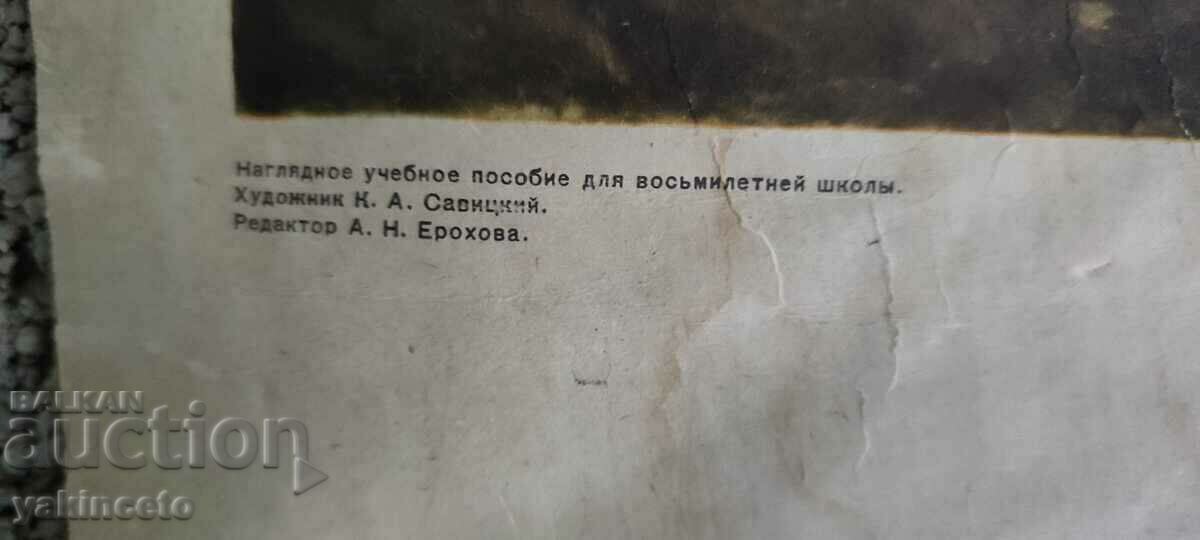 Наглядное учебное пособие для восьмилетней школы.
Художник К. А. Савицкий.
Редактор А. Н. Ерохова.
BALKAN
auction
yakinceto